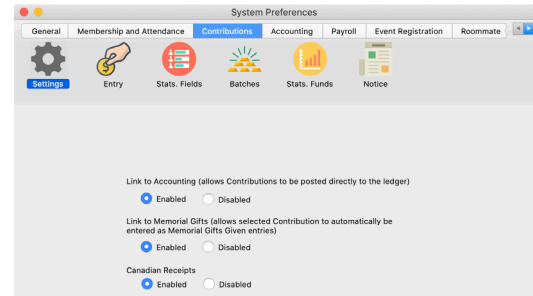 System Preferences
General Membership and Attendance Contributions Accounting Payroll Event Registration Roommate
Settings Entry Stats. Fields Batches Stats. Funds Notice
Link to Accounting (allows Contributions to be posted directly to the ledger)
Enabled Disabled
Link to Memorial Gifts (allows selected Contribution to automatically be
entered as Memorial Gifts Given entries)
Enabled Disabled
Canadian Receipts
Enabled Disabled